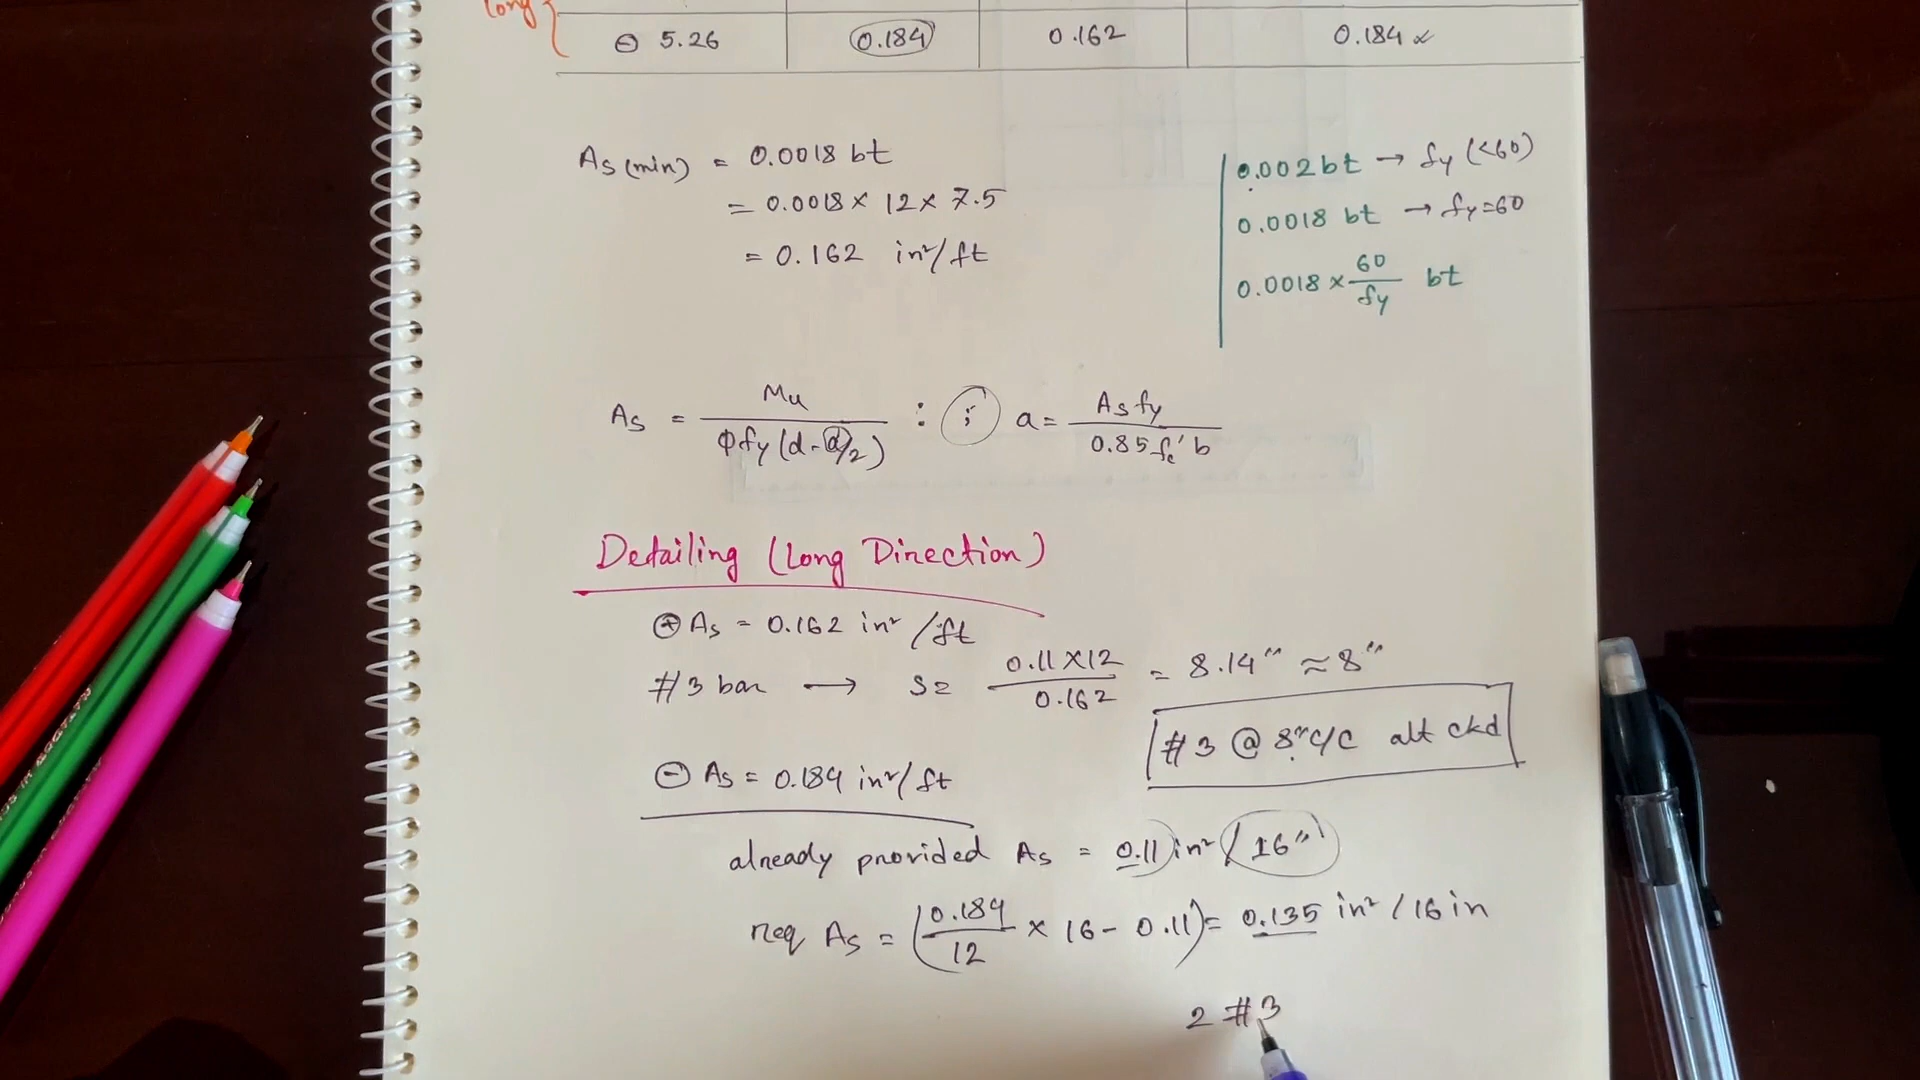 Long
⊖ 5.26 0.184 0.162 0.184
As (min) = 0.0018 bt
= 0.0018 × 12 × 7.5
= 0.162 in²/ft
0.002 bt → fy (<60)
0.0018 bt → fy=60
0.0018 × 60/fy bt
As = Mu / φfy (d-a/2) : ; a = As fy / 0.85 fc' b
Detailing (Long Direction)
⊕ As = 0.162 in²/ft
#3 bar → S= 0.11×12 / 0.162 = 8.14" ≈ 8"
#3 @ 8" c/c alt ckd
⊖ As = 0.184 in²/ft
already provided As = 0.11 in² / 16"
req As = (0.184/12 × 16 - 0.11) = 0.135 in² / 16 in
2 #3